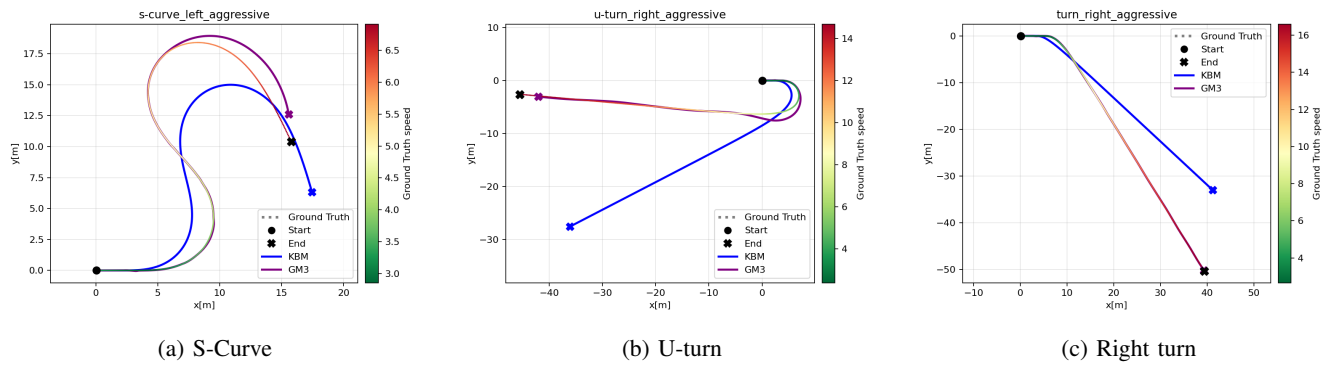 s-curve_left_aggressive
17.5
15.0
12.5
10.0
7.5
5.0
2.5
0.0
y[m]
0
5
10
15
20
x[m]
Ground Truth
Start
End
KBM
GM3
6.5
6.0
5.5
5.0
4.5
4.0
3.5
3.0
Ground Truth speed
(a) S-Curve
u-turn_right_aggressive
10
0
−10
−20
−30
y[m]
−40
−20
0
x[m]
Ground Truth
Start
End
KBM
GM3
14
12
10
8
6
4
Ground Truth speed
(b) U-turn
turn_right_aggressive
0
−10
−20
−30
−40
−50
y[m]
−10
0
10
20
30
40
50
x[m]
Ground Truth
Start
End
KBM
GM3
16
14
12
10
8
6
4
Ground Truth speed
(c) Right turn